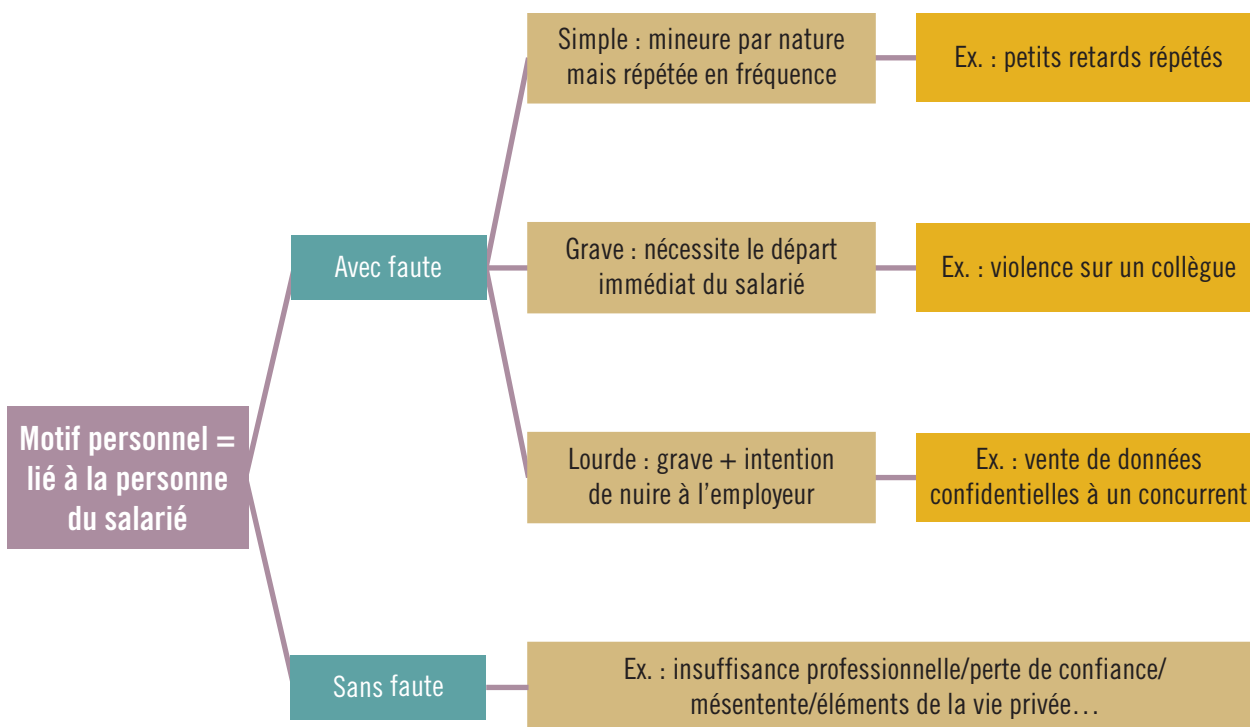 Motif personnel =
lié à la personne
du salarié
Avec faute
Simple : mineure par nature
mais répétée en fréquence
Ex. : petits retards répétés
Grave : nécessite le départ
immédiat du salarié
Ex. : violence sur un collègue
Lourde : grave + intention
de nuire à l’employeur
Ex. : vente de données
confidentielles à un concurrent
Sans faute
Ex. : insuffisance professionnelle/perte de confiance/
mésentente/éléments de la vie privée…